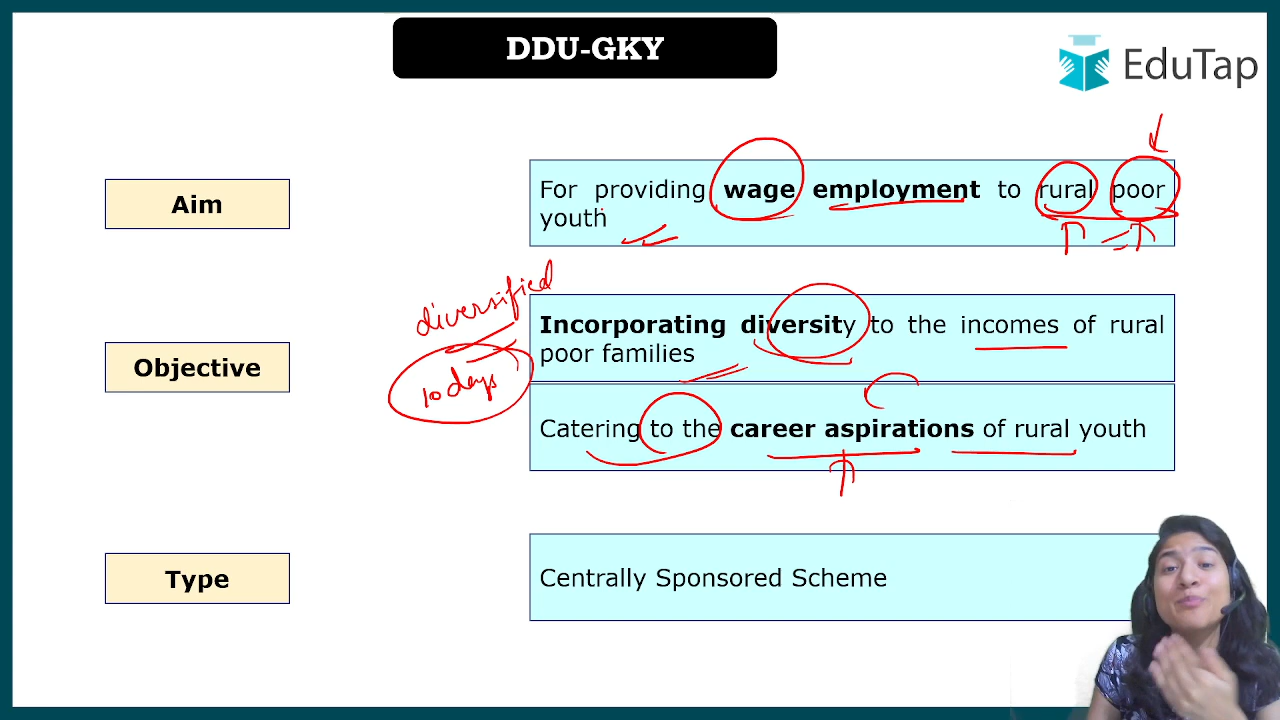 DDU-GKY
EduTap
Aim
For providing wage employment to rural poor
youth
diversified
10 days
Objective
Incorporating diversity to the incomes of rural
poor families
Catering to the career aspirations of rural youth
Type
Centrally Sponsored Scheme